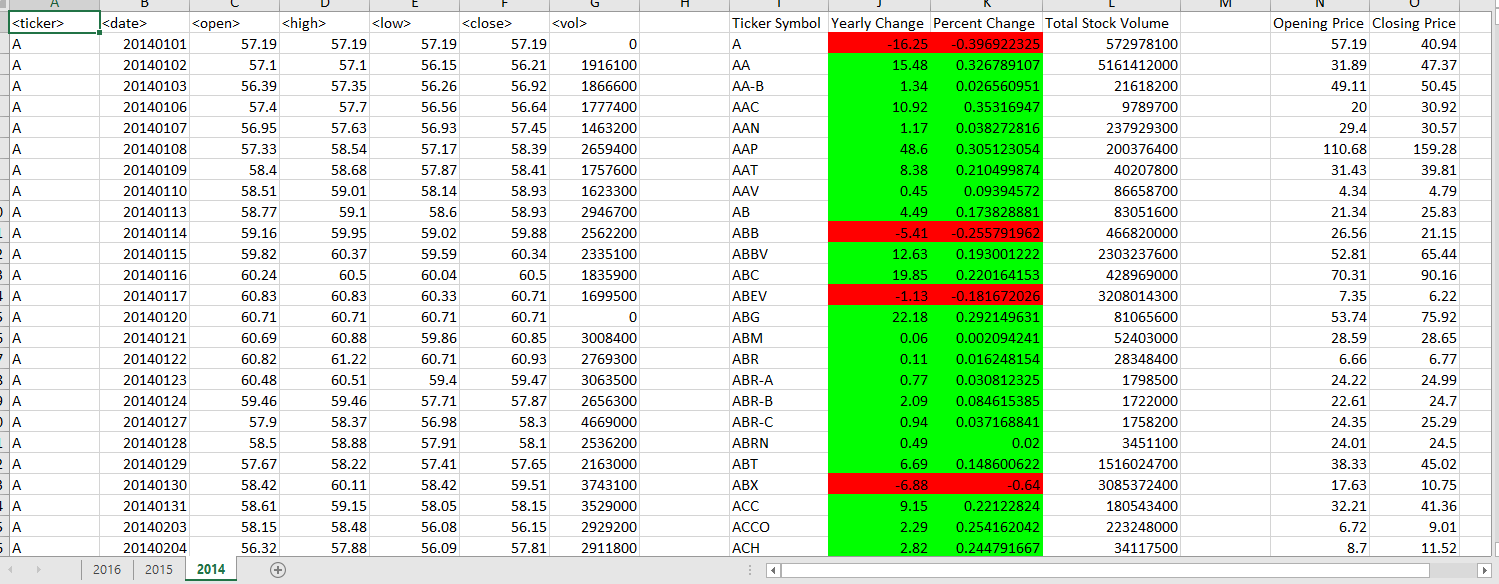 A B C D E F G H I J K L M N O
<ticker> <date> <open> <high> <low> <close> <vol> Ticker Symbol Yearly Change Percent Change Total Stock Volume Opening Price Closing Price
A 20140101 57.19 57.19 57.19 57.19 0 A -16.25 -0.396922325 572978100 57.19 40.94
A 20140102 57.1 57.1 56.15 56.21 1916100 AA 15.48 0.326789107 5161412000 31.89 47.37
A 20140103 56.39 57.35 56.26 56.92 1866600 AA-B 1.34 0.026560951 21618200 49.11 50.45
A 20140106 57.4 57.7 56.56 56.64 1777400 AAC 10.92 0.35316947 9789700 20 30.92
A 20140107 56.95 57.63 56.93 57.45 1463200 AAN 1.17 0.038272816 237929300 29.4 30.57
A 20140108 57.33 58.54 57.17 58.39 2659400 AAP 48.6 0.305123054 200376400 110.68 159.28
A 20140109 58.4 58.68 57.87 58.41 1757600 AAT 8.38 0.210499874 40207800 31.43 39.81
A 20140110 58.51 59.01 58.14 58.93 1623300 AAV 0.45 0.09394572 86658700 4.34 4.79
A 20140113 58.77 59.1 58.6 58.93 2946700 AB 4.49 0.173828881 83051600 21.34 25.83
A 20140114 59.16 59.95 59.02 59.88 2562200 ABB -5.41 -0.255791962 466820000 26.56 21.15
A 20140115 59.82 60.37 59.59 60.34 2335100 ABBV 12.63 0.193001222 2303237600 52.81 65.44
A 20140116 60.24 60.5 60.04 60.5 1835900 ABC 19.85 0.220164153 428969000 70.31 90.16
A 20140117 60.83 60.83 60.33 60.71 1699500 ABEV -1.13 -0.181672026 3208014300 7.35 6.22
A 20140120 60.71 60.71 60.71 60.71 0 ABG 22.18 0.292149631 81065600 53.74 75.92
A 20140121 60.69 60.88 59.86 60.85 3008400 ABM 0.06 0.002094241 52403000 28.59 28.65
A 20140122 60.82 61.22 60.71 60.93 2769300 ABR 0.11 0.016248154 28348400 6.66 6.77
A 20140123 60.48 60.51 59.4 59.47 3063500 ABR-A 0.77 0.030812325 1798500 24.22 24.99
A 20140124 59.46 59.46 57.71 57.87 2656300 ABR-B 2.09 0.084615385 1722000 22.61 24.7
A 20140127 57.9 58.37 56.98 58.3 4669000 ABR-C 0.94 0.037168841 1758200 24.35 25.29
A 20140128 58.5 58.88 57.91 58.1 2536200 ABRN 0.49 0.02 3451100 24.01 24.5
A 20140129 57.67 58.22 57.41 57.65 2163000 ABT 6.69 0.148600622 1516024700 38.33 45.02
A 20140130 58.42 60.11 58.42 59.51 3743100 ABX -6.88 -0.64 3085372400 17.63 10.75
A 20140131 58.61 59.15 58.05 58.15 3529000 ACC 9.15 0.22122824 180543400 32.21 41.36
A 20140203 58.15 58.48 56.08 56.15 2929200 ACCO 2.29 0.254162042 223248000 6.72 9.01
A 20140204 56.32 57.88 56.09 57.81 2911800 ACH 2.82 0.244791667 34117500 8.7 11.52
2016 2015 2014